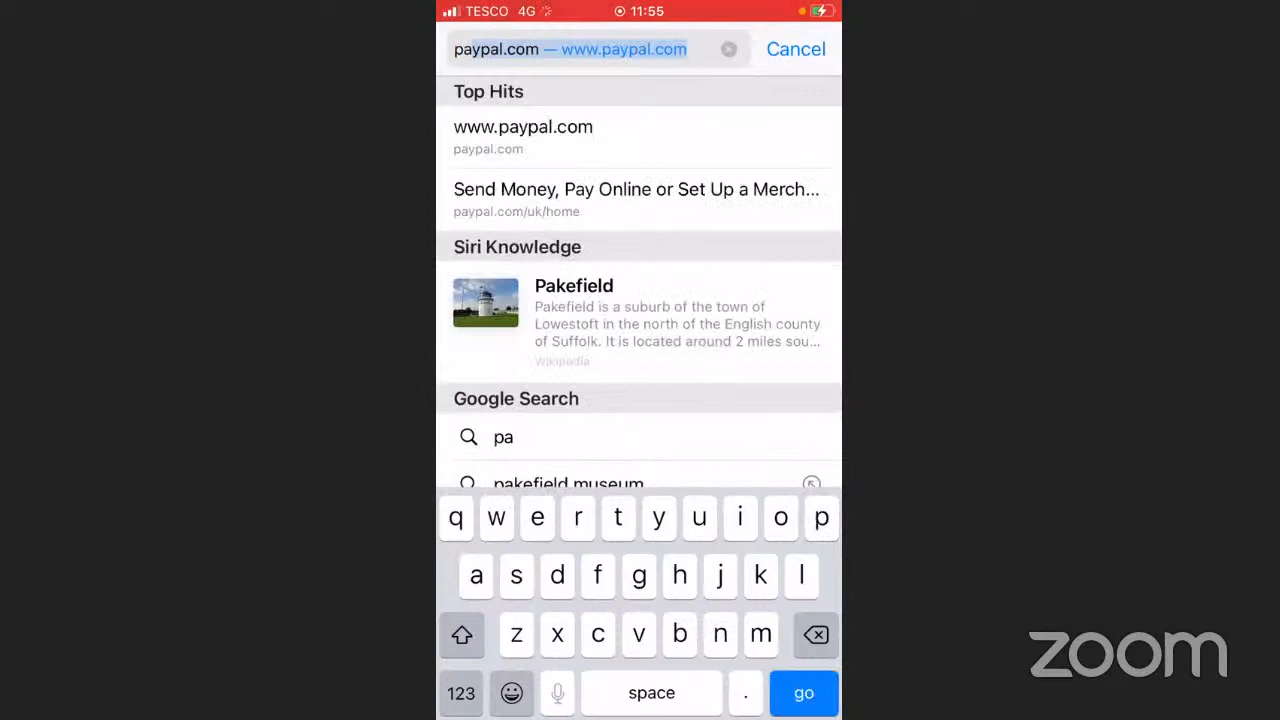 TESCO 4G 11:55
paypal.com — www.paypal.com Cancel
Top Hits
www.paypal.com
paypal.com
Send Money, Pay Online or Set Up a Merch...
paypal.com/uk/home
Siri Knowledge
Pakefield
Pakefield is a suburb of the town of
Lowestoft in the north of the English county
of Suffolk. It is located around 2 miles sou...
Wikipedia
Google Search
pa
pakefield museum
q w e r t y u i o p
a s d f g h j k l
z x c v b n m
123 space . go
zoom